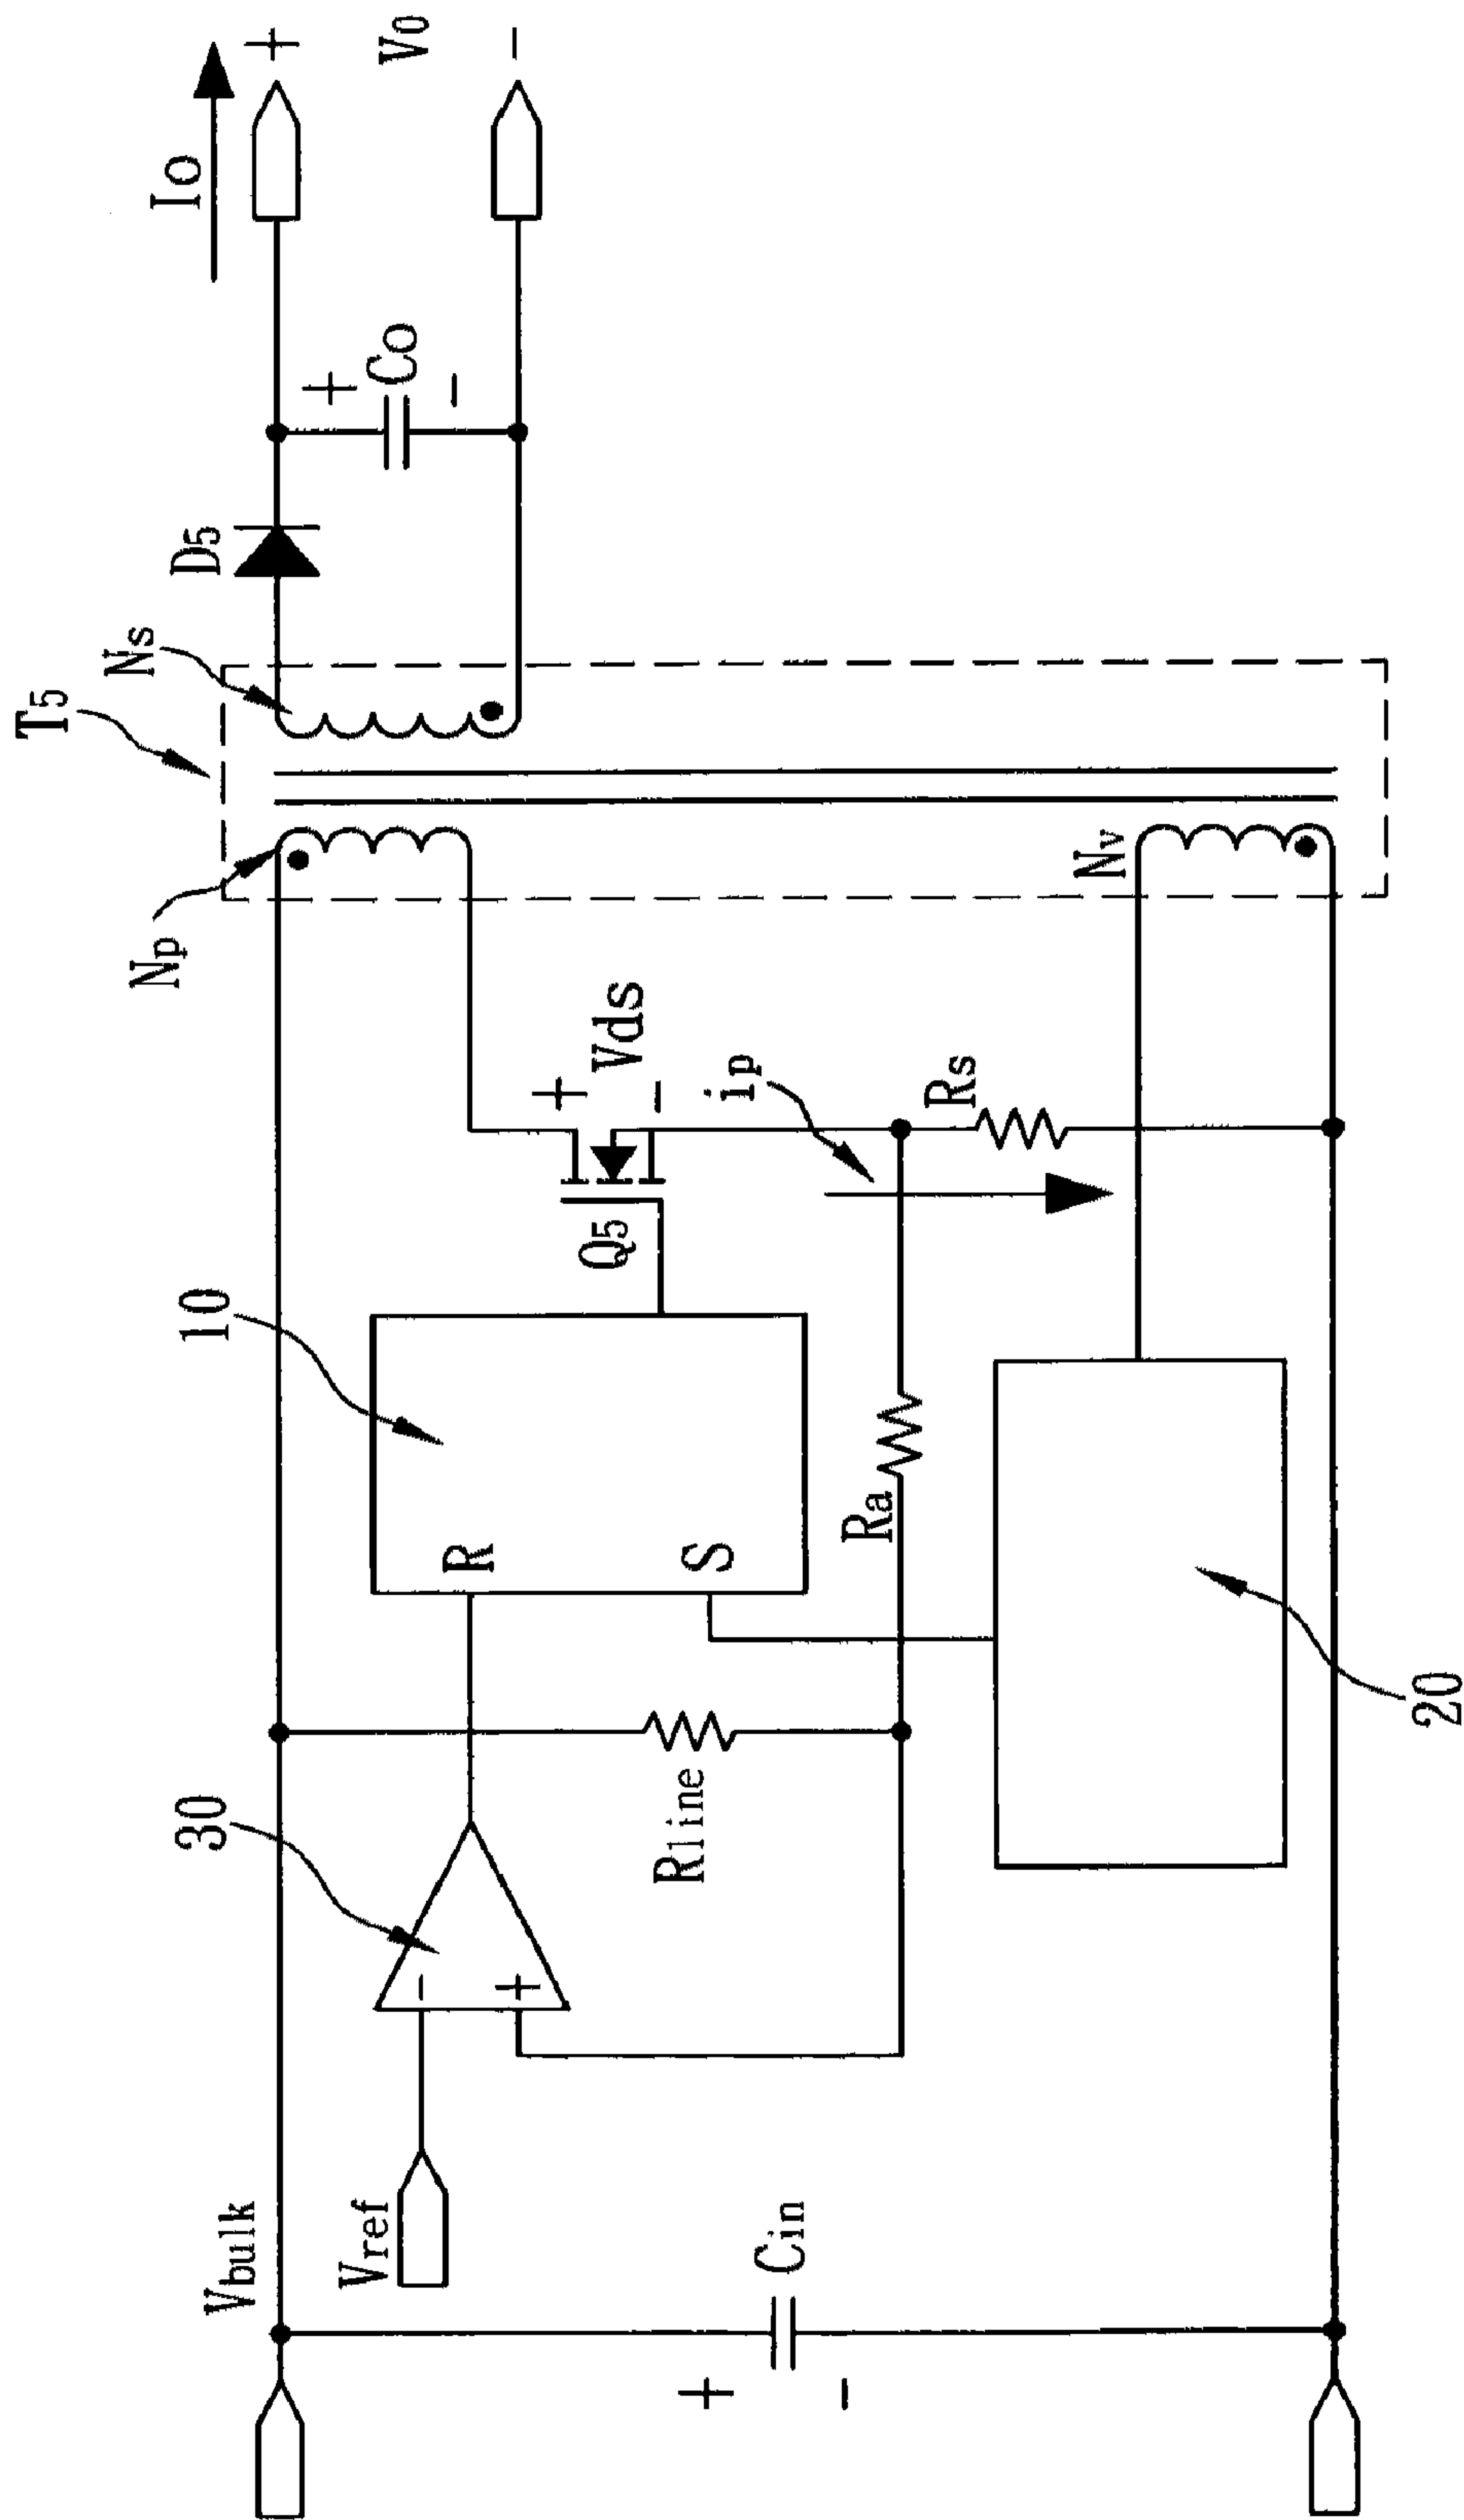 T5
Np
Ns
D5
Io
+
Vo
-
+
Co
-
Vbulk
Vref
30
-
+
10
R
S
Q5
+
Vds
-
ip
Rline
Ra
Rs
Nv
+
Cin
-
20